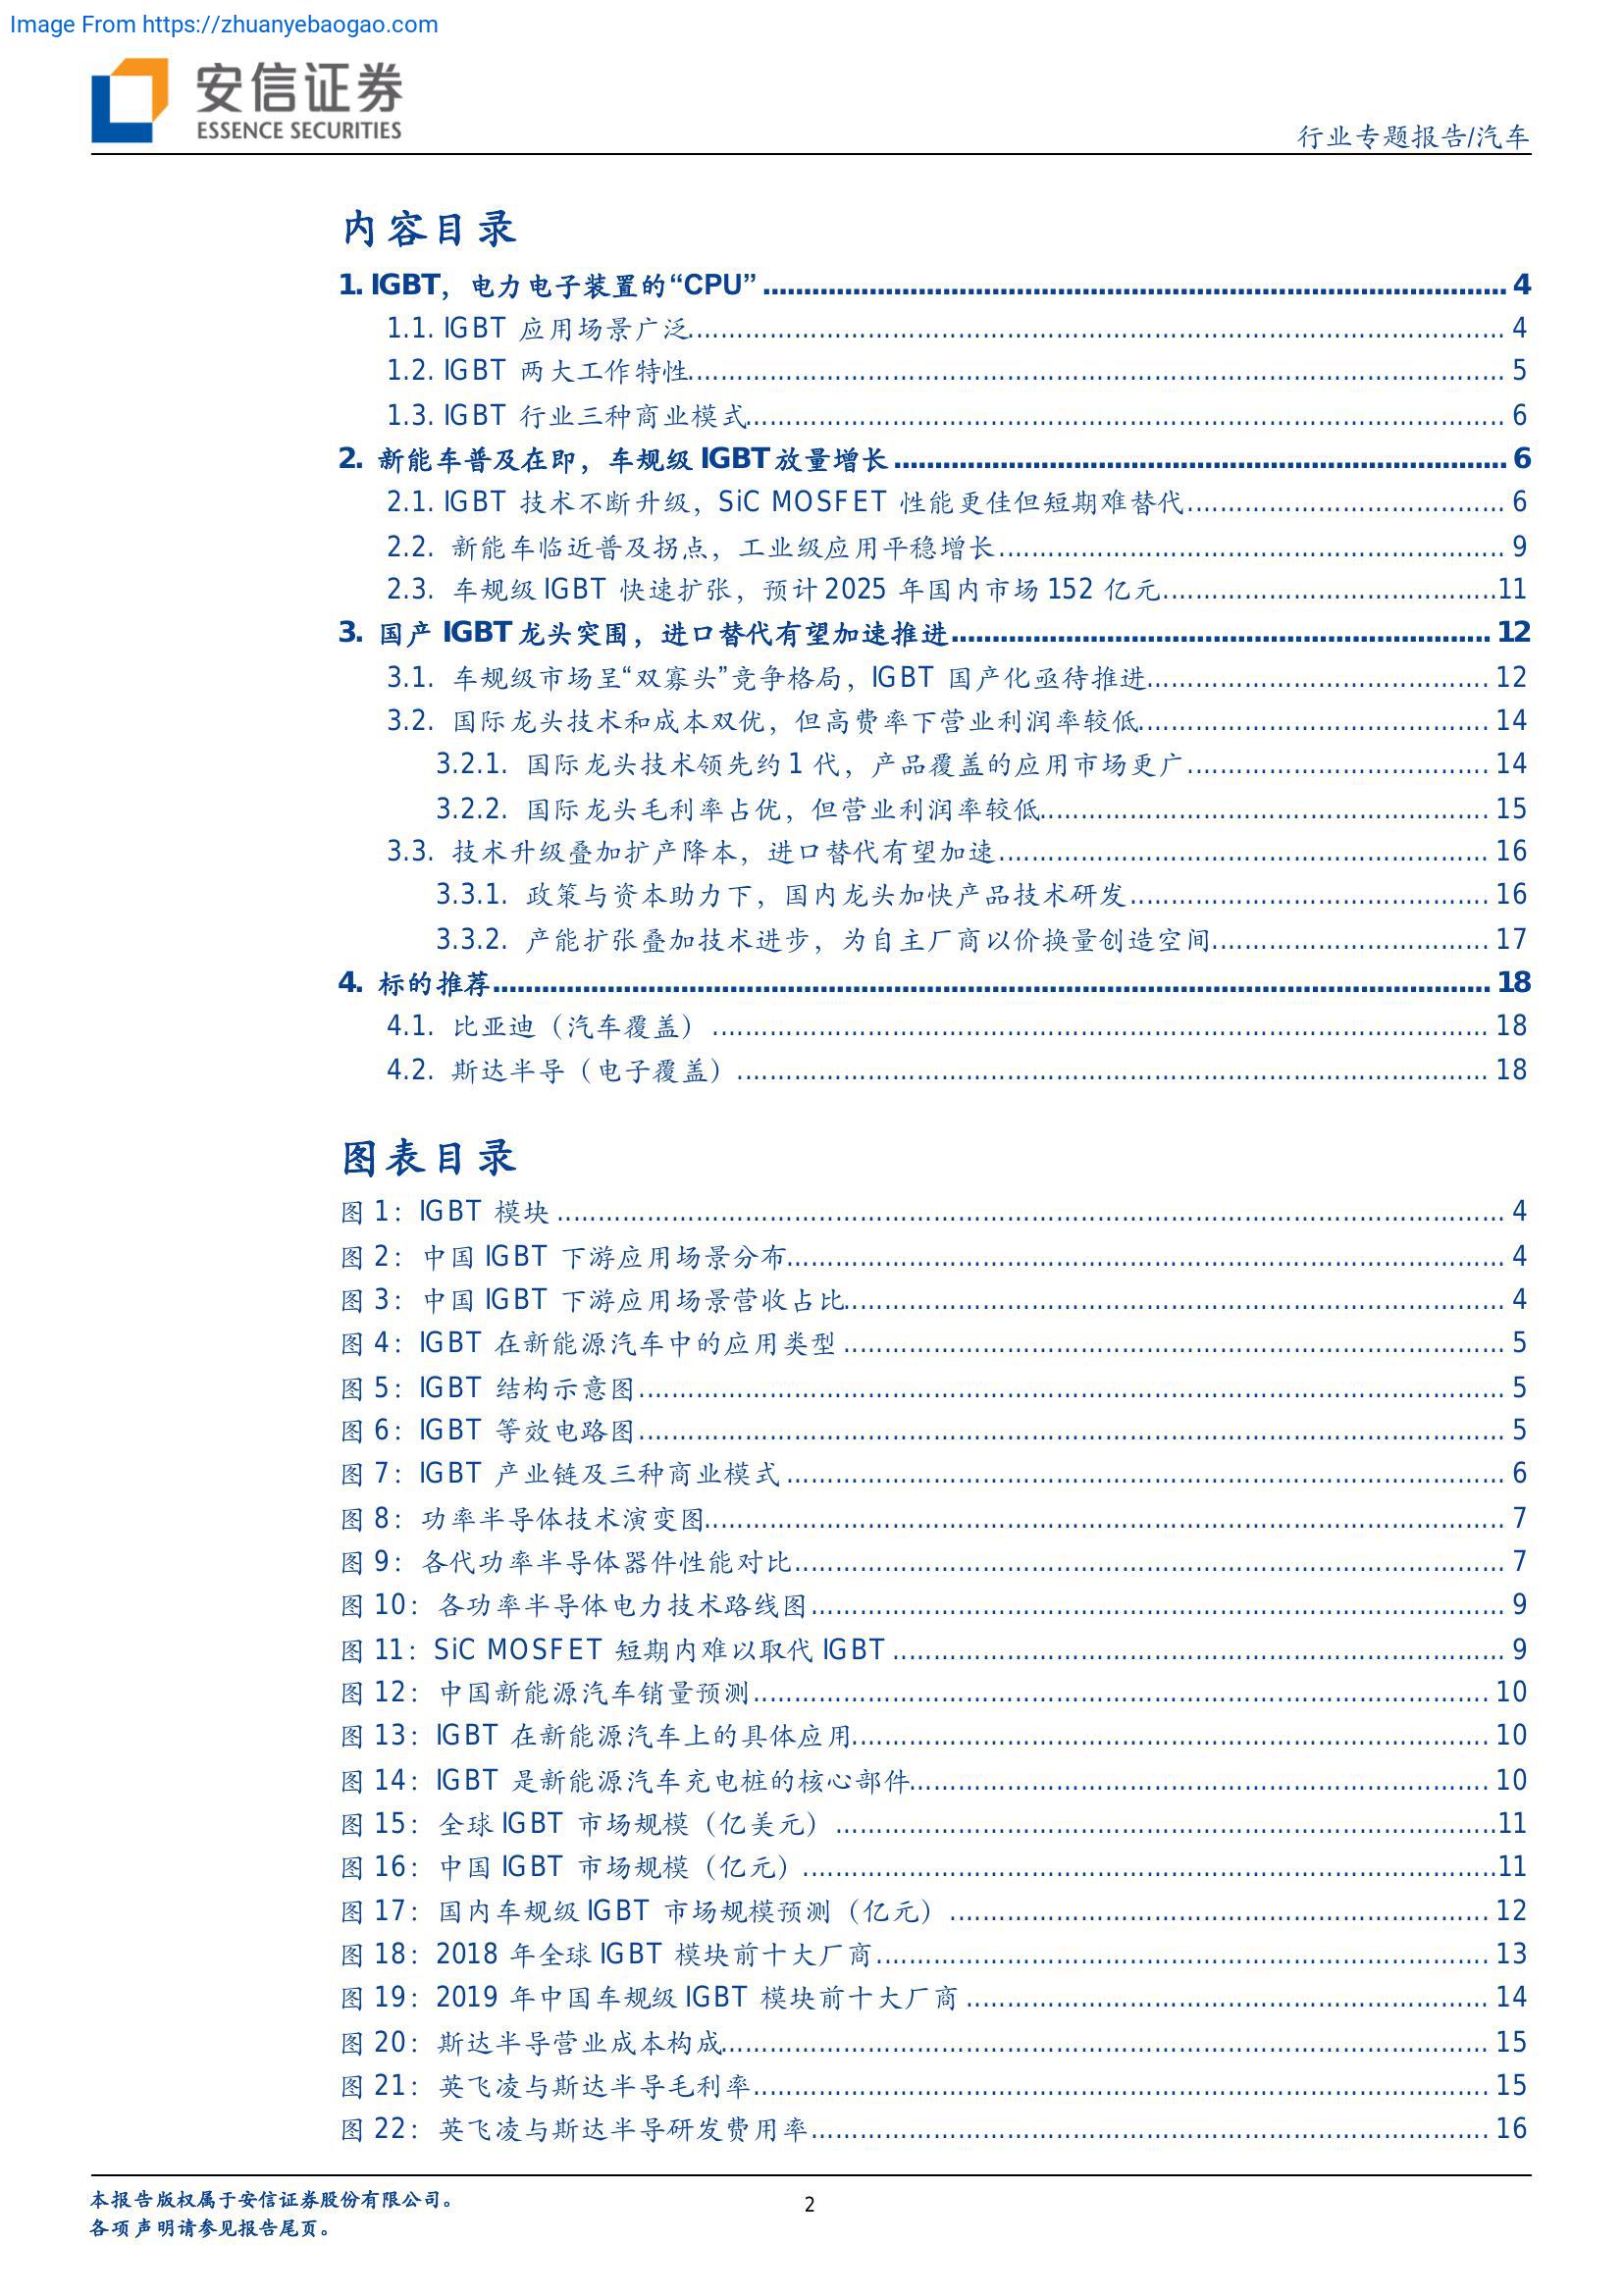 Image From https://zhuanyebaogao.com
安信证券
ESSENCE SECURITIES
行业专题报告/汽车
内容目录
1. IGBT，电力电子装置的“CPU” ........ 4
1.1. IGBT 应用场景广泛........ 4
1.2. IGBT 两大工作特性........ 5
1.3. IGBT 行业三种商业模式........ 6
2. 新能车普及在即，车规级 IGBT 放量增长 ........ 6
2.1. IGBT 技术不断升级，SiC MOSFET 性能更佳但短期难替代........ 6
2.2. 新能车临近普及拐点，工业级应用平稳增长........ 9
2.3. 车规级 IGBT 快速扩张，预计 2025 年国内市场 152 亿元........ 11
3. 国产 IGBT 龙头突围，进口替代有望加速推进........ 12
3.1. 车规级市场呈“双寡头”竞争格局，IGBT 国产化亟待推进........ 12
3.2. 国际龙头技术和成本双优，但高费率下营业利润率较低........ 14
3.2.1. 国际龙头技术领先约 1 代，产品覆盖的应用市场更广........ 14
3.2.2. 国际龙头毛利率占优，但营业利润率较低........ 15
3.3. 技术升级叠加扩产降本，进口替代有望加速........ 16
3.3.1. 政策与资本助力下，国内龙头加快产品技术研发........ 16
3.3.2. 产能扩张叠加技术进步，为自主厂商以价换量创造空间........ 17
4. 标的推荐........ 18
4.1. 比亚迪（汽车覆盖） ........ 18
4.2. 斯达半导（电子覆盖）........ 18
图表目录
图 1：IGBT 模块 ........ 4
图 2：中国 IGBT 下游应用场景分布........ 4
图 3：中国 IGBT 下游应用场景营收占比........ 4
图 4：IGBT 在新能源汽车中的应用类型 ........ 5
图 5：IGBT 结构示意图........ 5
图 6：IGBT 等效电路图........ 5
图 7：IGBT 产业链及三种商业模式 ........ 6
图 8：功率半导体技术演变图........ 7
图 9：各代功率半导体器件性能对比........ 7
图 10：各功率半导体电力技术路线图........ 9
图 11：SiC MOSFET 短期内难以取代 IGBT ........ 9
图 12：中国新能源汽车销量预测........ 10
图 13：IGBT 在新能源汽车上的具体应用........ 10
图 14：IGBT 是新能源汽车充电桩的核心部件........ 10
图 15：全球 IGBT 市场规模（亿美元） ........ 11
图 16：中国 IGBT 市场规模（亿元）........ 11
图 17：国内车规级 IGBT 市场规模预测（亿元） ........ 12
图 18：2018 年全球 IGBT 模块前十大厂商........ 13
图 19：2019 年中国车规级 IGBT 模块前十大厂商 ........ 14
图 20：斯达半导营业成本构成........ 15
图 21：英飞凌与斯达半导毛利率........ 15
图 22：英飞凌与斯达半导研发费用率........ 16
本报告版权属于安信证券股份有限公司。
2
各项声明请参见报告尾页。